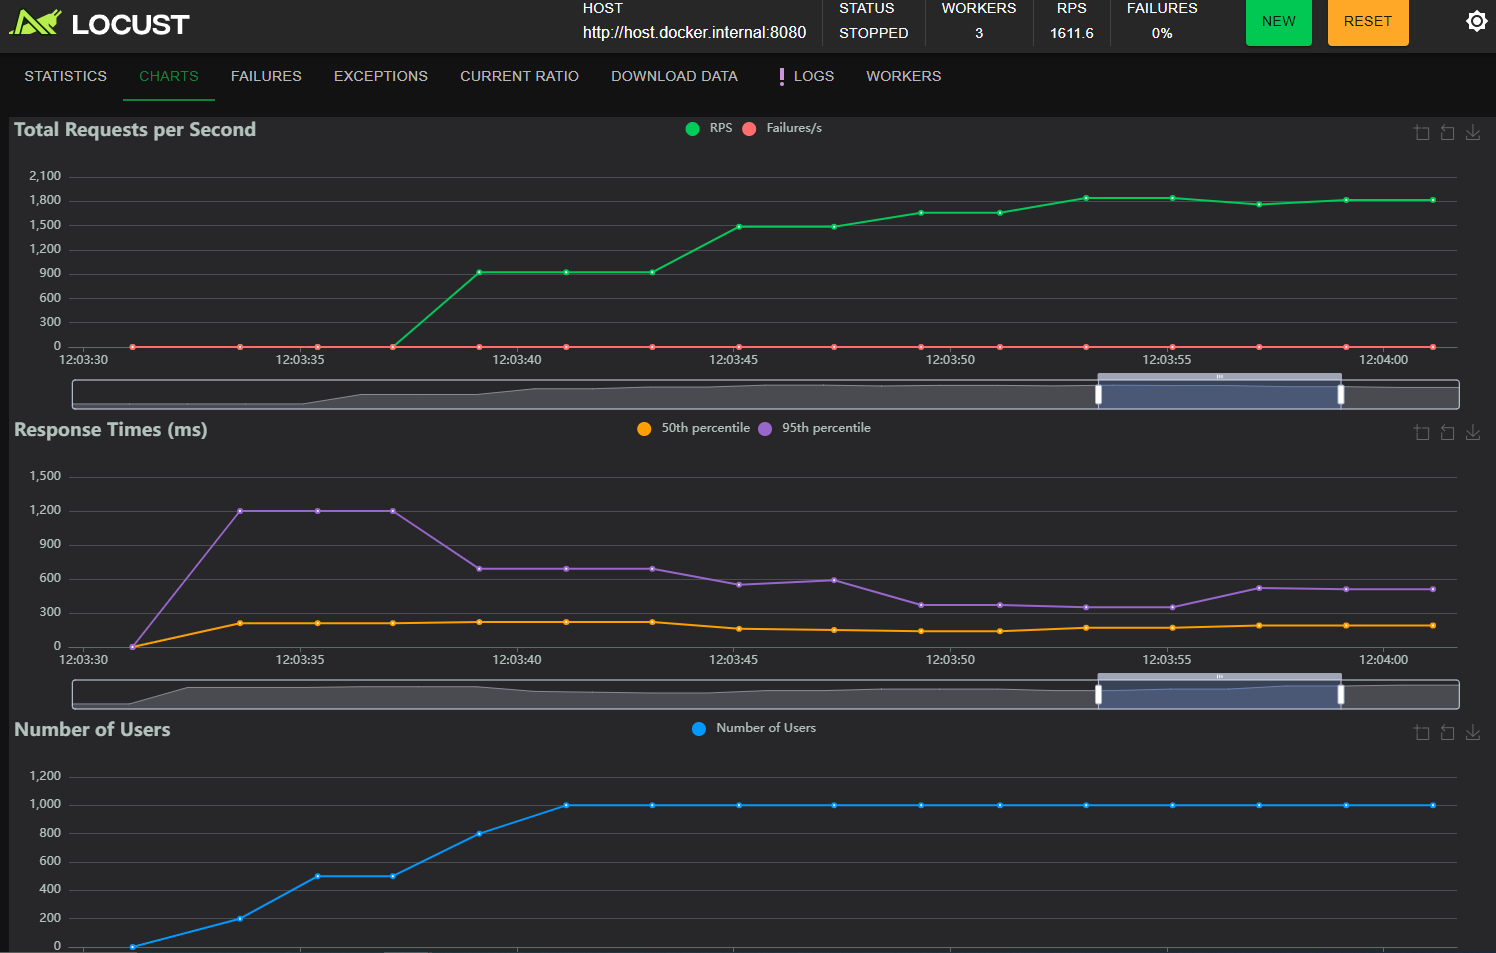 LOCUST
HOST
http://host.docker.internal:8080
STATUS
STOPPED
WORKERS
3
RPS
1611.6
FAILURES
0%
NEW
RESET
STATISTICS CHARTS FAILURES EXCEPTIONS CURRENT RATIO DOWNLOAD DATA LOGS WORKERS
Total Requests per Second
RPS Failures/s
2,100
1,800
1,500
1,200
900
600
300
0
12:03:30 12:03:35 12:03:40 12:03:45 12:03:50 12:03:55 12:04:00
Response Times (ms)
50th percentile 95th percentile
1,500
1,200
900
600
300
0
12:03:30 12:03:35 12:03:40 12:03:45 12:03:50 12:03:55 12:04:00
Number of Users
Number of Users
1,200
1,000
800
600
400
200
0